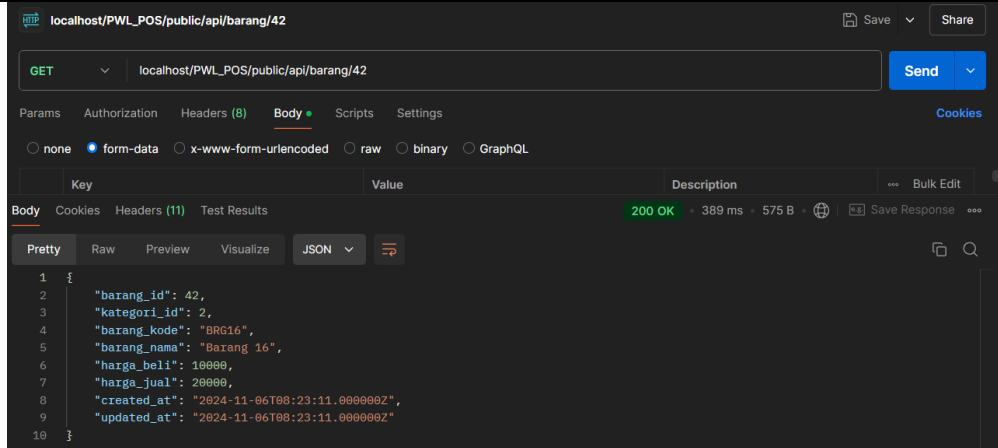 HTTP localhost/PWL_POS/public/api/barang/42 Save Share
GET localhost/PWL_POS/public/api/barang/42 Send
Params Authorization Headers (8) Body Scripts Settings Cookies
none form-data x-www-form-urlencoded raw binary GraphQL
Key Value Description Bulk Edit
Body Cookies Headers (11) Test Results 200 OK 389 ms 575 B e.g. Save Response
Pretty Raw Preview Visualize JSON
1 {
2 "barang_id": 42,
3 "kategori_id": 2,
4 "barang_kode": "BRG16",
5 "barang_nama": "Barang 16",
6 "harga_beli": 10000,
7 "harga_jual": 20000,
8 "created_at": "2024-11-06T08:23:11.000000Z",
9 "updated_at": "2024-11-06T08:23:11.000000Z"
10 }